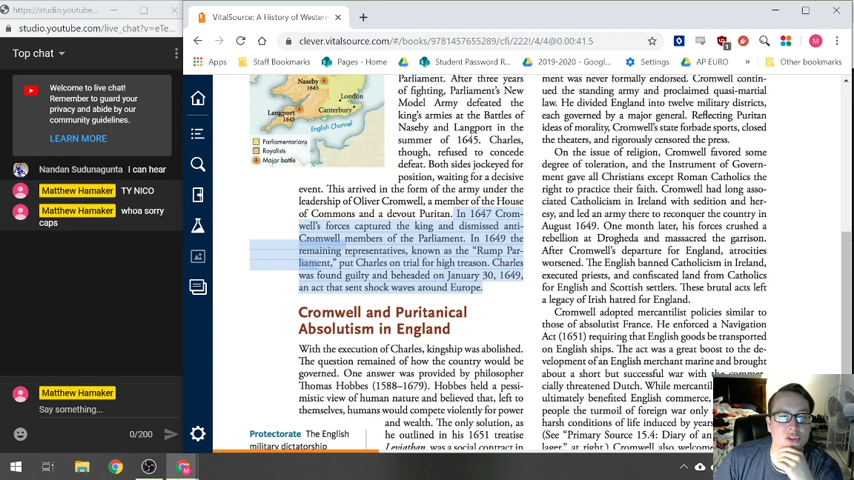 studio.youtube.com/live_chat?v=eTe...
studio.youtube.com/live_chat...
Top chat
Welcome to live chat!
Remember to guard your
privacy and abide by our
community guidelines.
LEARN MORE
Nandan Sudunagunta I can hear
Matthew Hamaker TY NICO
Matthew Hamaker whoa sorry
caps
Matthew Hamaker
Say something...
0/200
VitalSource: A History of Western
clever.vitalsource.com/#/books/9781457655289/cfi/222!/4/4@0:00:41.5
M
Apps
Staff Bookmarks
Pages - Home
Student Password R...
2019-2020 - Googl...
Settings
AP EURO
»
Other bookmarks
Naseby
1645
London
Langport
1645
Canterbury
English Channel
Parliamentarians
Royalists
Major battle
Parliament. After three years
of fighting, Parliament's New
Model Army defeated the
king's armies at the Battles of
Naseby and Langport in the
summer of 1645. Charles,
though, refused to concede
defeat. Both sides jockeyed for
position, waiting for a decisive
event. This arrived in the form of the army under the
leadership of Oliver Cromwell, a member of the House
of Commons and a devout Puritan. In 1647 Crom-
well's forces captured the king and dismissed anti-
Cromwell members of the Parliament. In 1649 the
remaining representatives, known as the "Rump Par-
liament," put Charles on trial for high treason. Charles
was found guilty and beheaded on January 30, 1649,
an act that sent shock waves around Europe.
Cromwell and Puritanical
Absolutism in England
With the execution of Charles, kingship was abolished.
The question remained of how the country would be
governed. One answer was provided by philosopher
Thomas Hobbes (1588–1679). Hobbes held a pessi-
mistic view of human nature and believed that, left to
themselves, humans would compete violently for power
and wealth. The only solution, as
he outlined in his 1651 treatise
Leviathan, was a social contract in
Protectorate The English
military dictatorship
ment was never formally endorsed. Cromwell contin-
ued the standing army and proclaimed quasi-martial
law. He divided England into twelve military districts,
each governed by a major general. Reflecting Puritan
ideas of morality, Cromwell's state forbade sports, closed
the theaters, and rigorously censored the press.
On the issue of religion, Cromwell favored some
degree of toleration, and the Instrument of Govern-
ment gave all Christians except Roman Catholics the
right to practice their faith. Cromwell had long asso-
ciated Catholicism in Ireland with sedition and her-
esy, and led an army there to reconquer the country in
August 1649. One month later, his forces crushed a
rebellion at Drogheda and massacred the garrison.
After Cromwell's departure for England, atrocities
worsened. The English banned Catholicism in Ireland,
executed priests, and confiscated land from Catholics
for English and Scottish settlers. These brutal acts left
a legacy of Irish hatred for England.
Cromwell adopted mercantilist policies similar to
those of absolutist France. He enforced a Navigation
Act (1651) requiring that English goods be transported
on English ships. The act was a great boost to the de-
velopment of an English merchant marine and brought
about a short but successful war with the commer-
cially threatened Dutch. While mercantil
ultimately benefited English commerce,
people the turmoil of foreign war only
harsh conditions of life induced by years
(See "Primary Source 15.4: Diary of an
lager," at right.) Cromwell also welcome